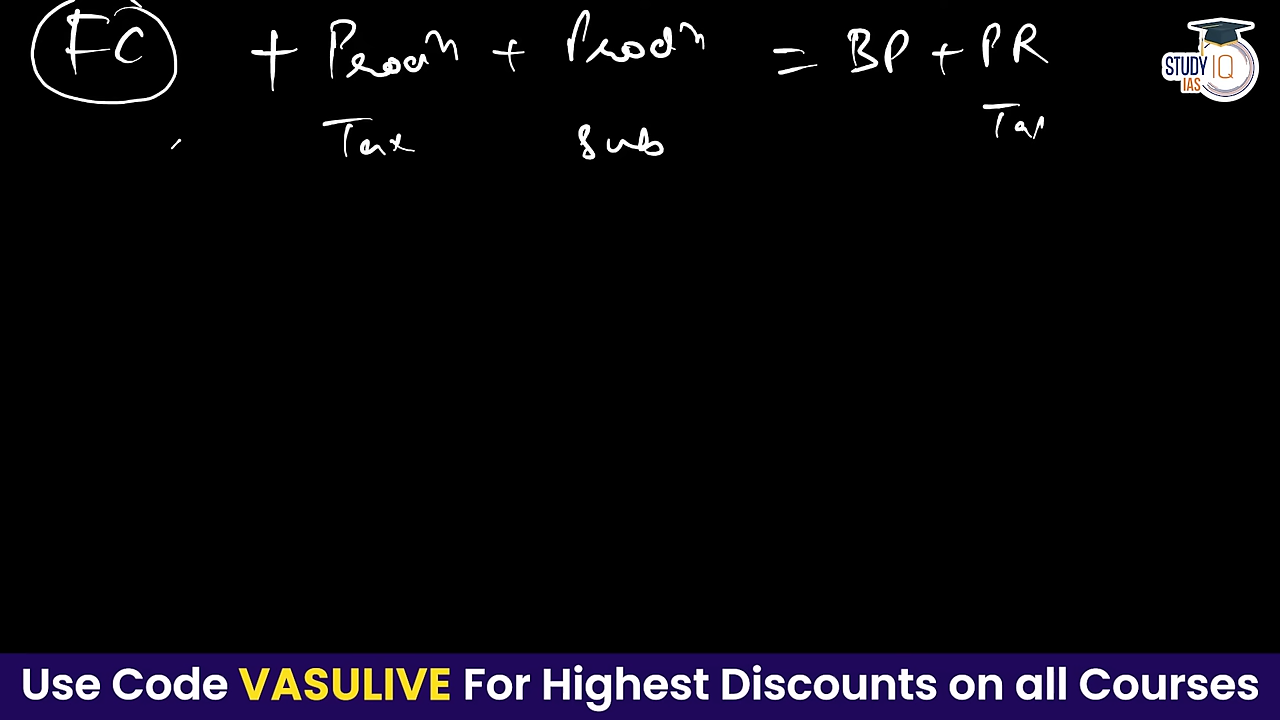 FC + Prodⁿ + Prodⁿ = BP + PR
Tax sub Tax
STUDY IQ
IAS
Use Code VASULIVE For Highest Discounts on all Courses